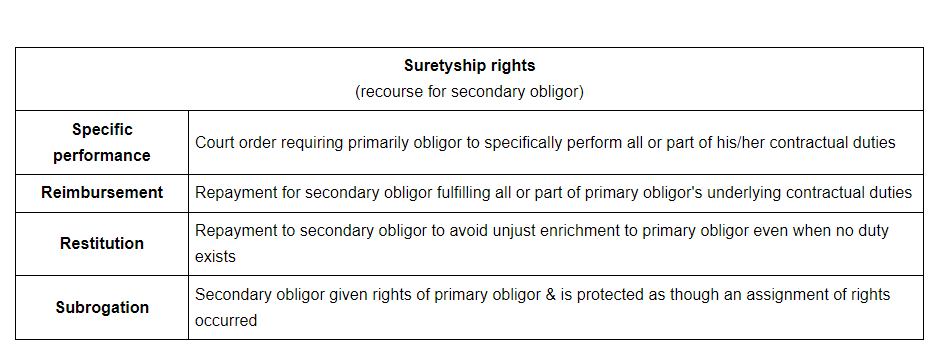 Suretyship rights
(recourse for secondary obligor)
Specific
performance
Court order requiring primarily obligor to specifically perform all or part of his/her contractual duties
Reimbursement
Repayment for secondary obligor fulfilling all or part of primary obligor's underlying contractual duties
Restitution
Repayment to secondary obligor to avoid unjust enrichment to primary obligor even when no duty
exists
Subrogation
Secondary obligor given rights of primary obligor & is protected as though an assignment of rights
occurred